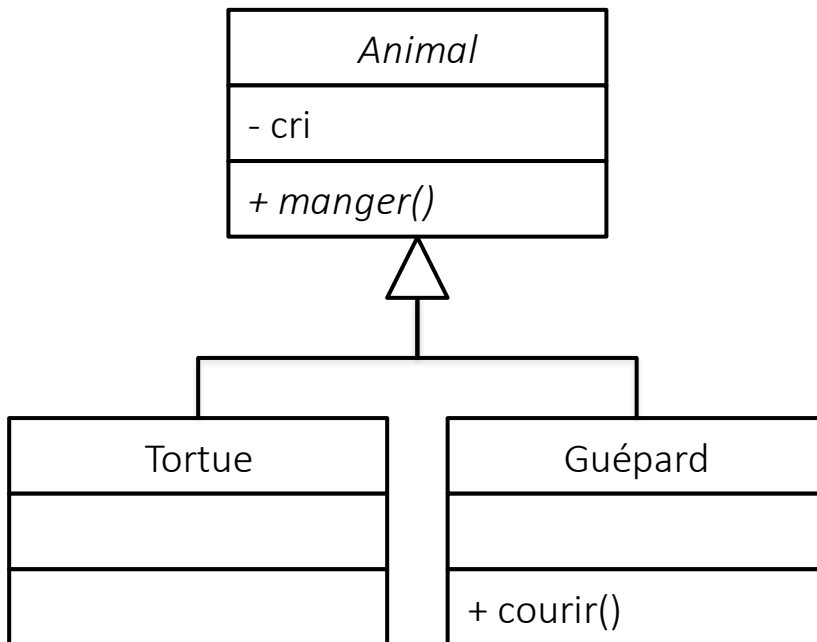 Animal
- cri
+ manger()
Tortue
Guépard
+ courir()